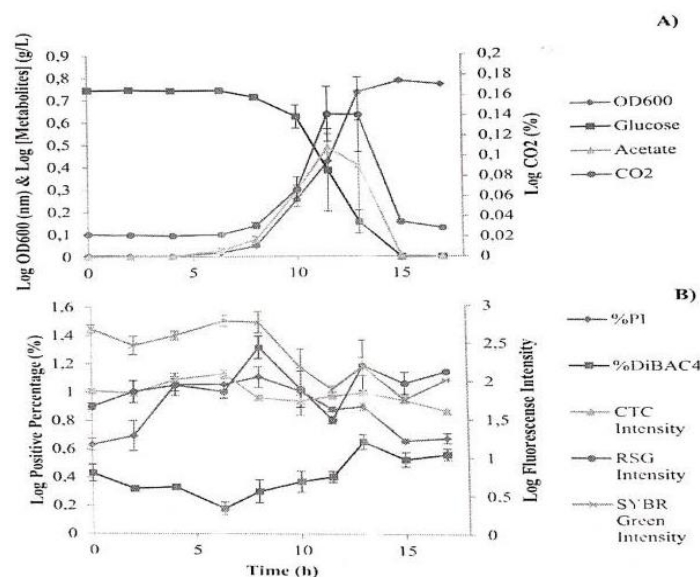 A)
Log OD600 (nm) & Log [Metabolites] (g/L)
0,9
0,8
0,7
0,6
0,5
0,4
0,3
0,2
0,1
0
0
5
10
15
0,2
0,18
0,16
0,14
0,12
0,1
0,08
0,06
0,04
0,02
0
Log CO2 (%)
OD600
Glucose
Acetate
CO2
B)
Log Positive Percentage (%)
1,6
1,4
1,2
1
0,8
0,6
0,4
0,2
0
0
5
10
15
Time (h)
3
2,5
2
1,5
1
0,5
0
Log Fluorescense Intensity
%PI
%DiBAC4
CTC
Intensity
RSG
Intensity
SYBR
Green
Intensity